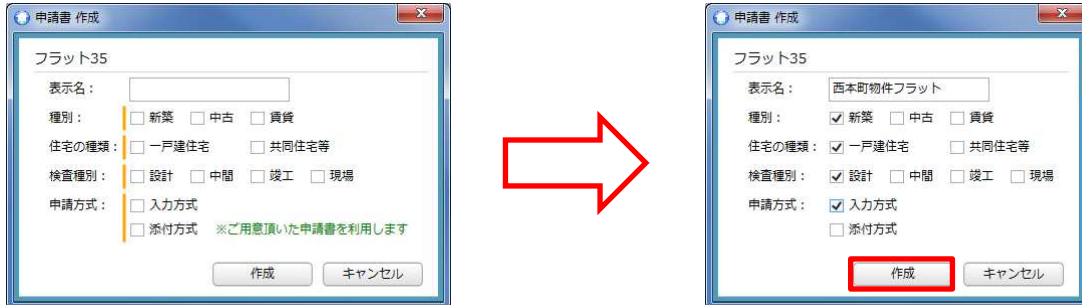 申請書 作成
フラット35
表示名：
種別： 新築 中古 賃貸
住宅の種類： 一戸建住宅 共同住宅等
検査種別： 設計 中間 竣工 現場
申請方式： 入力方式
添付方式 ※ご用意頂いた申請書を利用します
作成 キャンセル
申請書 作成
フラット35
表示名： 西本町物件フラット
種別： 新築 中古 賃貸
住宅の種類： 一戸建住宅 共同住宅等
検査種別： 設計 中間 竣工 現場
申請方式： 入力方式
添付方式
作成 キャンセル